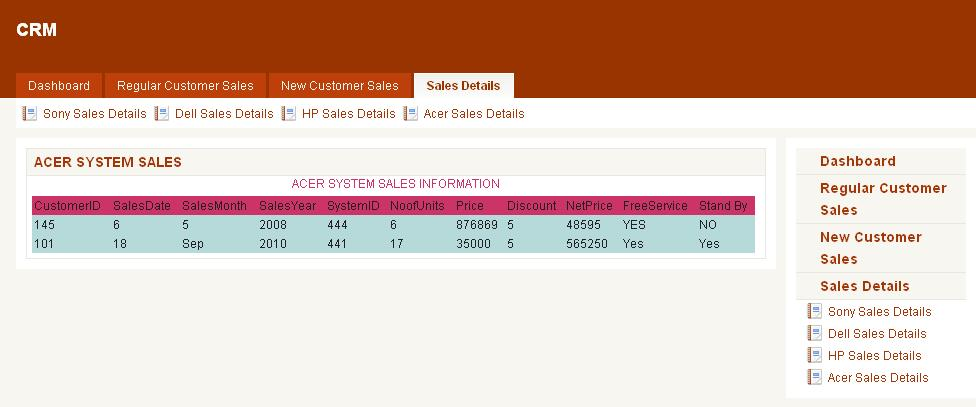 CRM
Dashboard Regular Customer Sales New Customer Sales Sales Details
Sony Sales Details Dell Sales Details HP Sales Details Acer Sales Details
ACER SYSTEM SALES
ACER SYSTEM SALES INFORMATION
CustomerID SalesDate SalesMonth SalesYear SystemID NoofUnits Price Discount NetPrice FreeService Stand By
145 6 5 2008 444 6 876869 5 48595 YES NO
101 18 Sep 2010 441 17 35000 5 565250 Yes Yes
Dashboard
Regular Customer
Sales
New Customer
Sales
Sales Details
Sony Sales Details
Dell Sales Details
HP Sales Details
Acer Sales Details